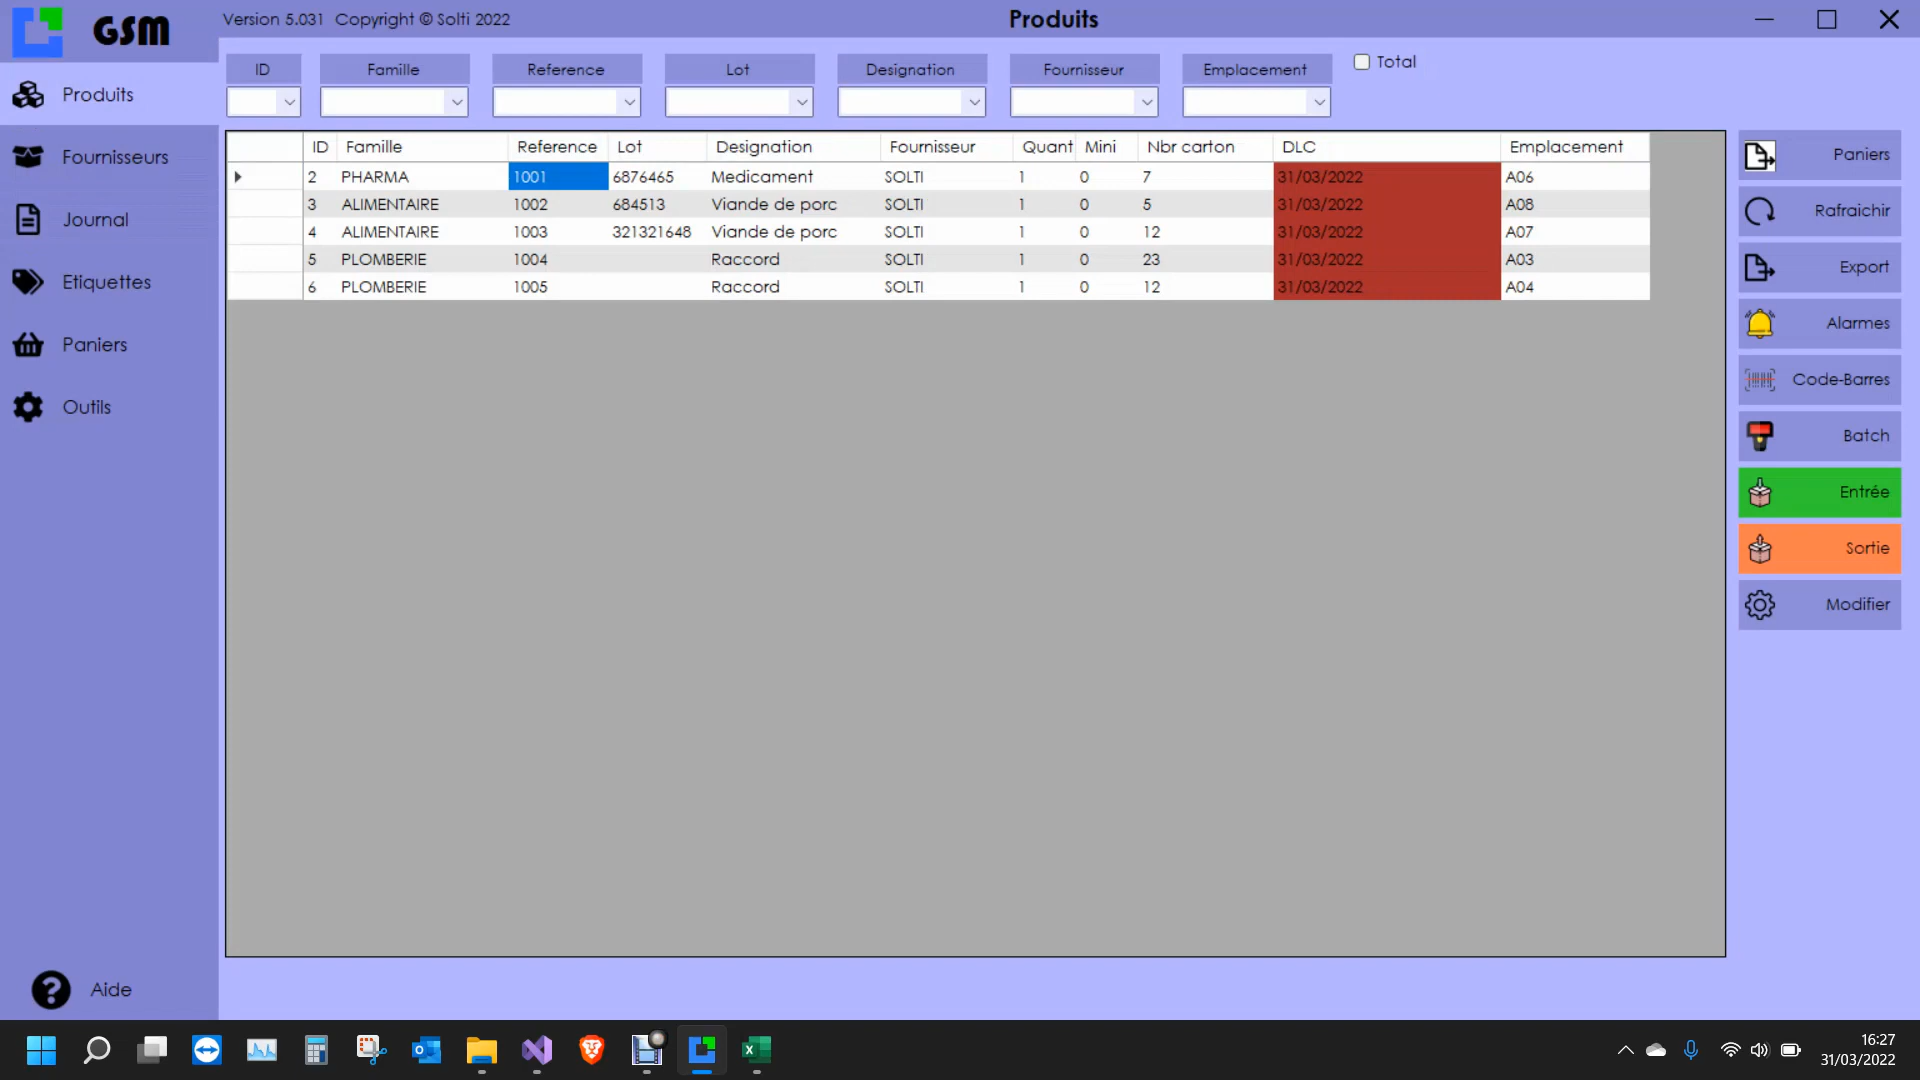 GSM
Version 5.031 Copyright © Solti 2022
Produits
Produits
Fournisseurs
Journal
Etiquettes
Paniers
Outils
Aide
ID Famille Reference Lot Designation Fournisseur Emplacement Total
ID Famille Reference Lot Designation Fournisseur Quant Mini Nbr carton DLC Emplacement
2 PHARMA 1001 6876465 Medicament SOLTI 1 0 7 31/03/2022 A06
3 ALIMENTAIRE 1002 684513 Viande de porc SOLTI 1 0 5 31/03/2022 A08
4 ALIMENTAIRE 1003 321321648 Viande de porc SOLTI 1 0 12 31/03/2022 A07
5 PLOMBERIE 1004 Raccord SOLTI 1 0 23 31/03/2022 A03
6 PLOMBERIE 1005 Raccord SOLTI 1 0 12 31/03/2022 A04
Paniers
Rafraichir
Export
Alarmes
Code-Barres
Batch
Entrée
Sortie
Modifier
16:27
31/03/2022